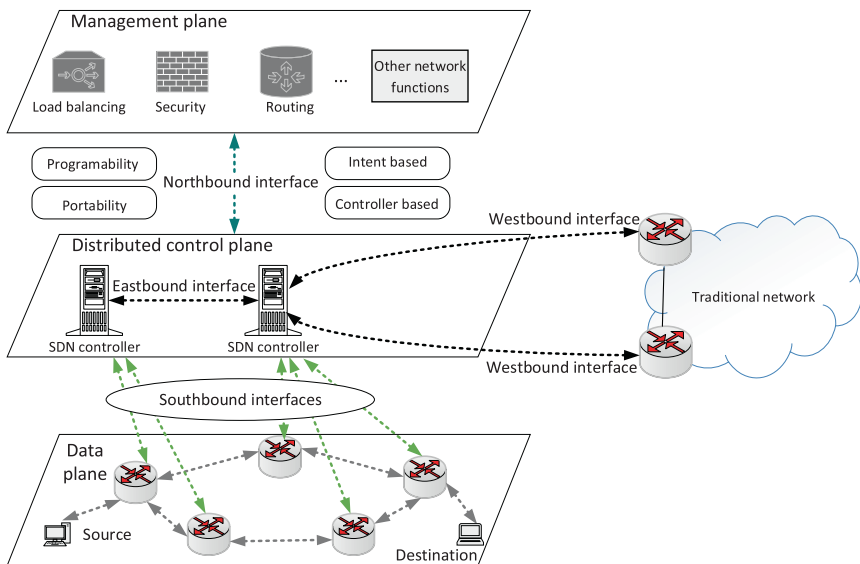 Management plane
Load balancing
Security
Routing
...
Other network
functions
Programability
Portability
Northbound interface
Intent based
Controller based
Distributed control plane
Eastbound interface
SDN controller
SDN controller
Westbound interface
Westbound interface
Traditional network
Southbound interfaces
Data
plane
Source
Destination